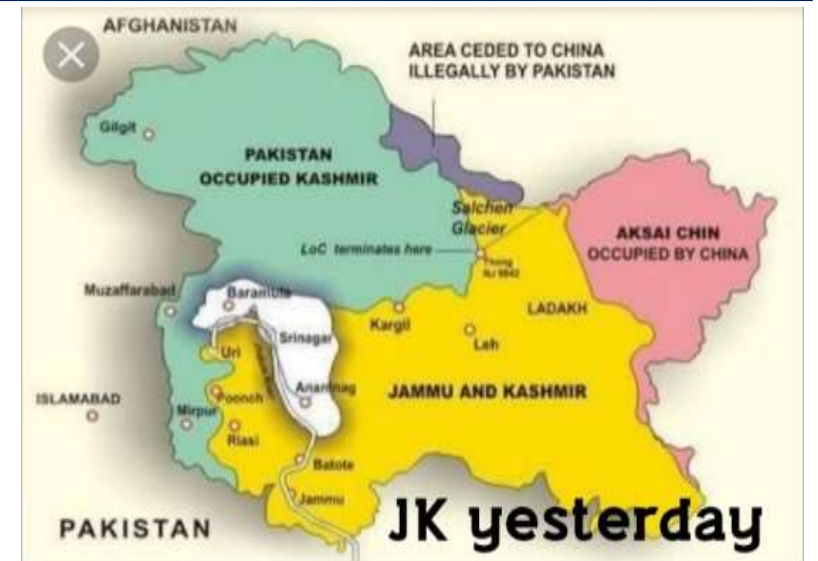 AFGHANISTAN
AREA CEDED TO CHINA
ILLEGALLY BY PAKISTAN
Gilgit
PAKISTAN
OCCUPIED KASHMIR
Saichen
Glacier
AKSAI CHIN
OCCUPIED BY CHINA
LoC terminates here
Muzaffarabad
Baramula
LADAKH
Kargil
Srinagar
Leh
Uri
Anantnag
JAMMU AND KASHMIR
ISLAMABAD
Poonch
Mirpur
Riasi
Batote
Jammu
PAKISTAN
JK yesterday